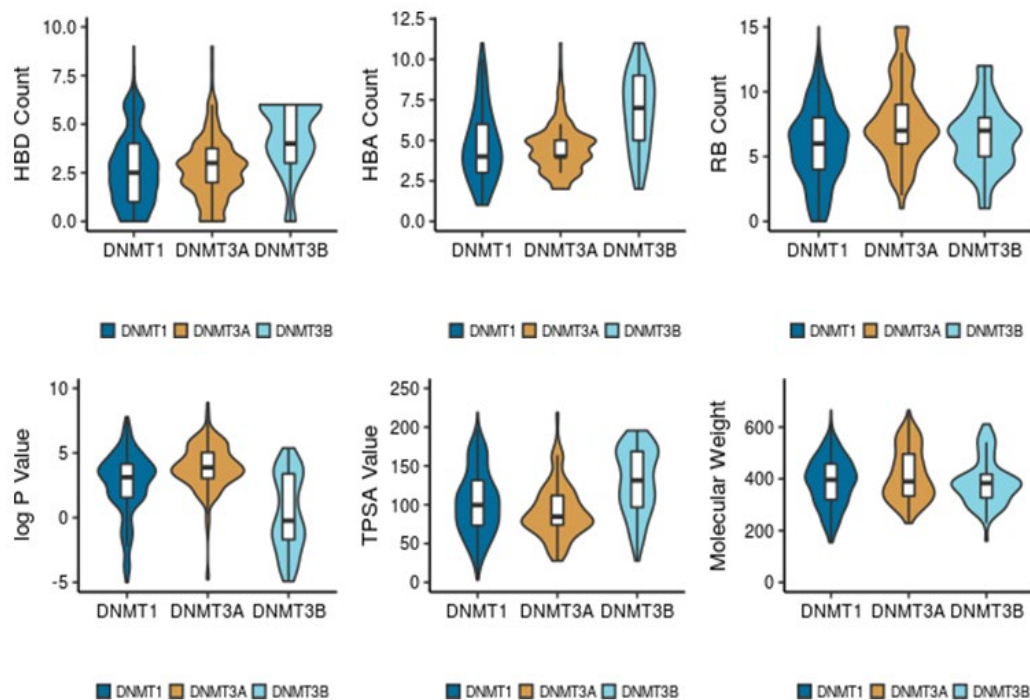 HBD Count
10.0
7.5
5.0
2.5
0.0
DNMT1 DNMT3A DNMT3B
DNMT1 DNMT3A DNMT3B
HBA Count
12.5
10.0
7.5
5.0
2.5
0.0
DNMT1 DNMT3A DNMT3B
DNMT1 DNMT3A DNMT3B
RB Count
15
10
5
0
DNMT1 DNMT3A DNMT3B
DNMT1 DNMT3A DNMT3B
log P Value
10
5
0
-5
DNMT1 DNMT3A DNMT3B
DNMT1 DNMT3A DNMT3B
TPSA Value
250
200
150
100
50
0
DNMT1 DNMT3A DNMT3B
DNMT1 DNMT3A DNMT3B
Molecular Weight
600
400
200
0
DNMT1 DNMT3A DNMT3B
DNMT1 DNMT3A DNMT3B